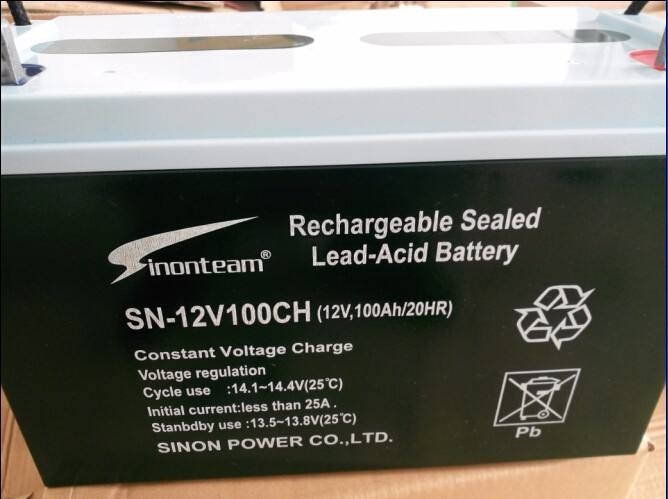 Sinonteam®
Rechargeable Sealed
Lead-Acid Battery
SN-12V100CH (12V,100Ah/20HR)
Constant Voltage Charge
Voltage regulation
Cycle use :14.1~14.4V(25℃)
Initial current:less than 25A .
Stanbdby use :13.5~13.8V(25℃)
SINON POWER CO.,LTD.
Pb